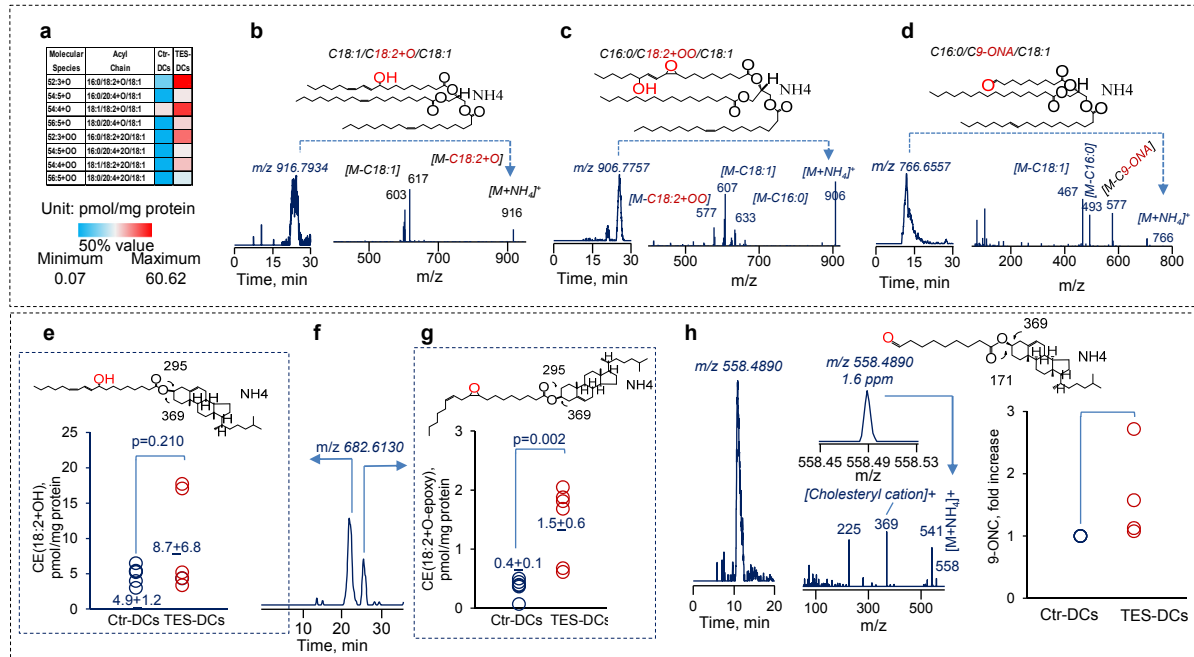 a
Molecular Species Acyl Chain Ctr-DCs TES-DCs
52:3+O 16:0/18:2+O/18:1
54:5+O 16:0/20:4+O/18:1
54:4+O 18:1/18:2+O/18:1
56:5+O 18:0/20:4+O/18:1
52:3+OO 16:0/18:2+2O/18:1
54:5+OO 16:0/20:4+2O/18:1
54:4+OO 18:1/18:2+2O/18:1
56:5+OO 18:0/20:4+2O/18:1
Unit: pmol/mg protein
50% value
Minimum Maximum
0.07 60.62
b
C18:1/C18:2+O/C18:1
OH
O O H
O O NH4
O O
m/z 916.7934
[M-C18:1]
[M-C18:2+O]
617
603
[M+NH₄]⁺
916
0 15 30
Time, min
500 700 900
m/z
c
C16:0/C18:2+OO/C18:1
O
OH
O O H
O O NH4
O O
m/z 906.7757
[M-C18:1]
[M-C18:2+OO]
607
577
[M-C16:0]
633
[M+NH₄]⁺
906
0 15 30
Time, min
500 700 900
m/z
d
C16:0/C9-ONA/C18:1
O
O O H
O O NH4
O O
m/z 766.6557
[M-C18:1]
[M-C16:0]
[M-C9-ONA]
467
493
577
[M+NH₄]⁺
766
0 15 30
Time, min
200 400 600 800
m/z
e
OH
O
O
295
369
H H H
NH4
25
20
15
10
5
0
CE(18:2+OH), pmol/mg protein
p=0.210
8.7+6.8
4.9+1.2
Ctr-DCs TES-DCs
f
m/z 682.6130
10 20 30
Time, min
g
O
O
O
295
369
H H H
NH4
3
2
1
0
CE(18:2+O-epoxy), pmol/mg protein
p=0.002
1.5+0.6
0.4+0.1
Ctr-DCs TES-DCs
h
m/z 558.4890
0 10 20
Time, min
m/z 558.4890
1.6 ppm
558.45 558.49 558.53
m/z
[Cholesteryl cation]+
225
369
541
558
[M+NH₄]+
100 300 500
m/z
O
O
O
369
171
H H H
NH4
3
2
1
0
9-ONC, fold increase
Ctr-DCs TES-DCs